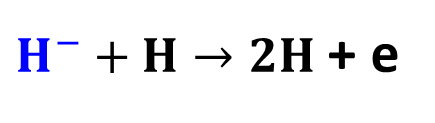 H⁻ + H → 2H + e